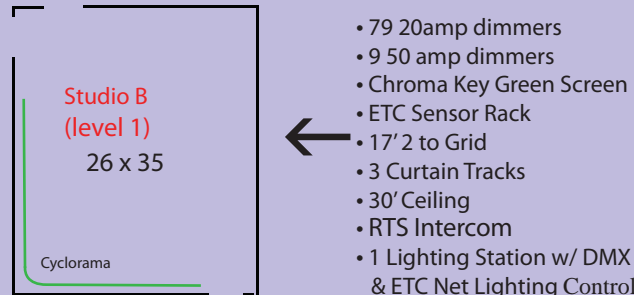 Studio B
(level 1)
26 x 35
Cyclorama
• 79 20amp dimmers
• 9 50 amp dimmers
• Chroma Key Green Screen
• ETC Sensor Rack
• 17’ 2 to Grid
• 3 Curtain Tracks
• 30’ Ceiling
• RTS Intercom
• 1 Lighting Station w/ DMX
& ETC Net Lighting Control